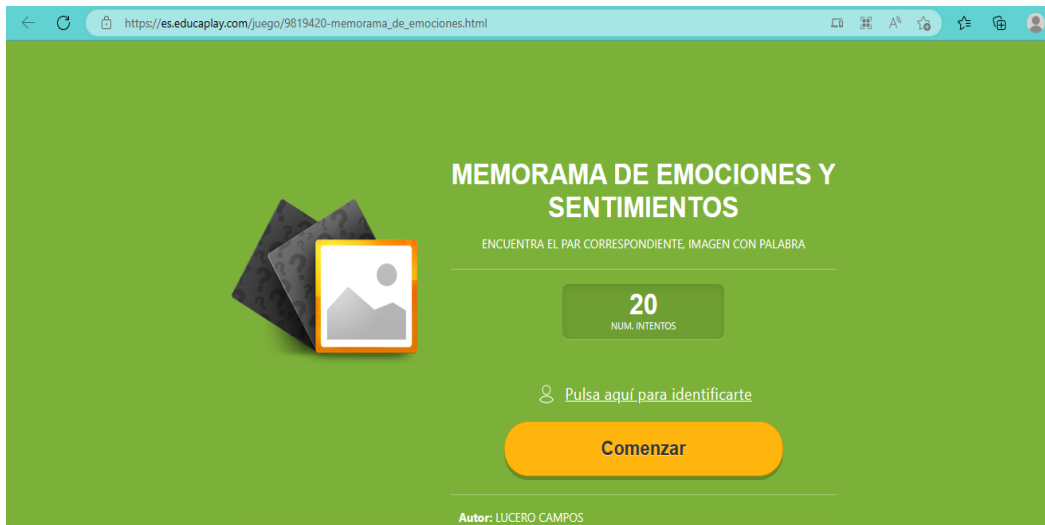 https://es.educaplay.com/juego/9819420-memorama_de_emociones.html
MEMORAMA DE EMOCIONES Y
SENTIMIENTOS
ENCUENTRA EL PAR CORRESPONDIENTE, IMAGEN CON PALABRA
20
NUM. INTENTOS
Pulsa aquí para identificarte
Comenzar
Autor: LUCERO CAMPOS